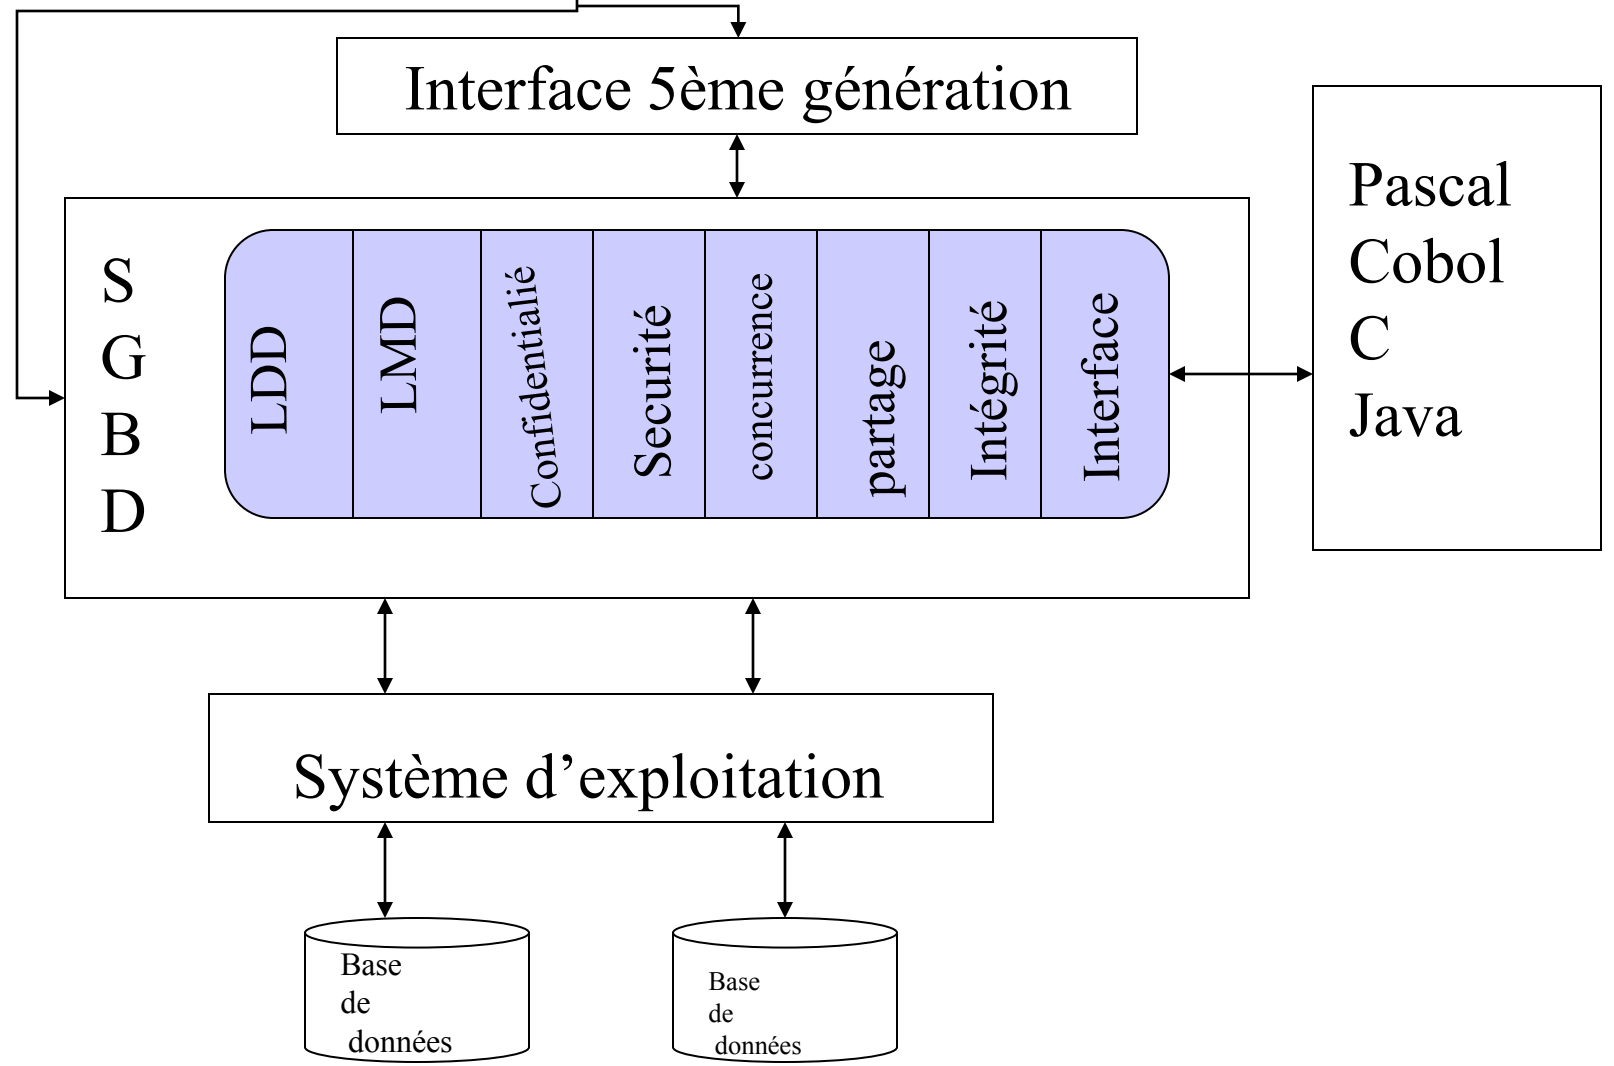 Interface 5ème génération
S
G
B
D
LDD
LMD
Confidentialié
Securité
concurrence
partage
Intégrité
Interface
Pascal
Cobol
C
Java
Système d’exploitation
Base
de
données
Base
de
données